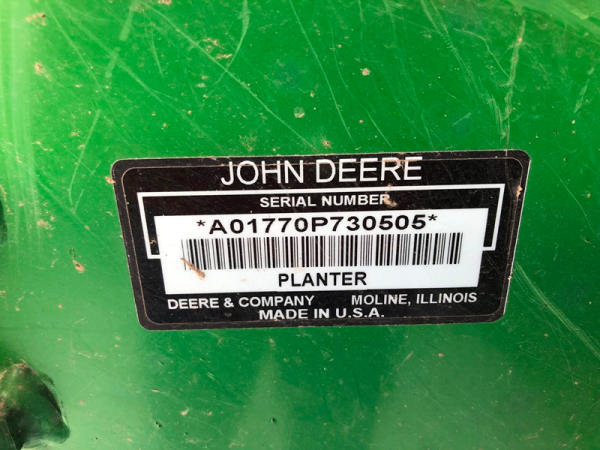 JOHN DEERE
SERIAL NUMBER
*A01770P730505*
PLANTER
DEERE & COMPANY MOLINE, ILLINOIS
MADE IN U.S.A.